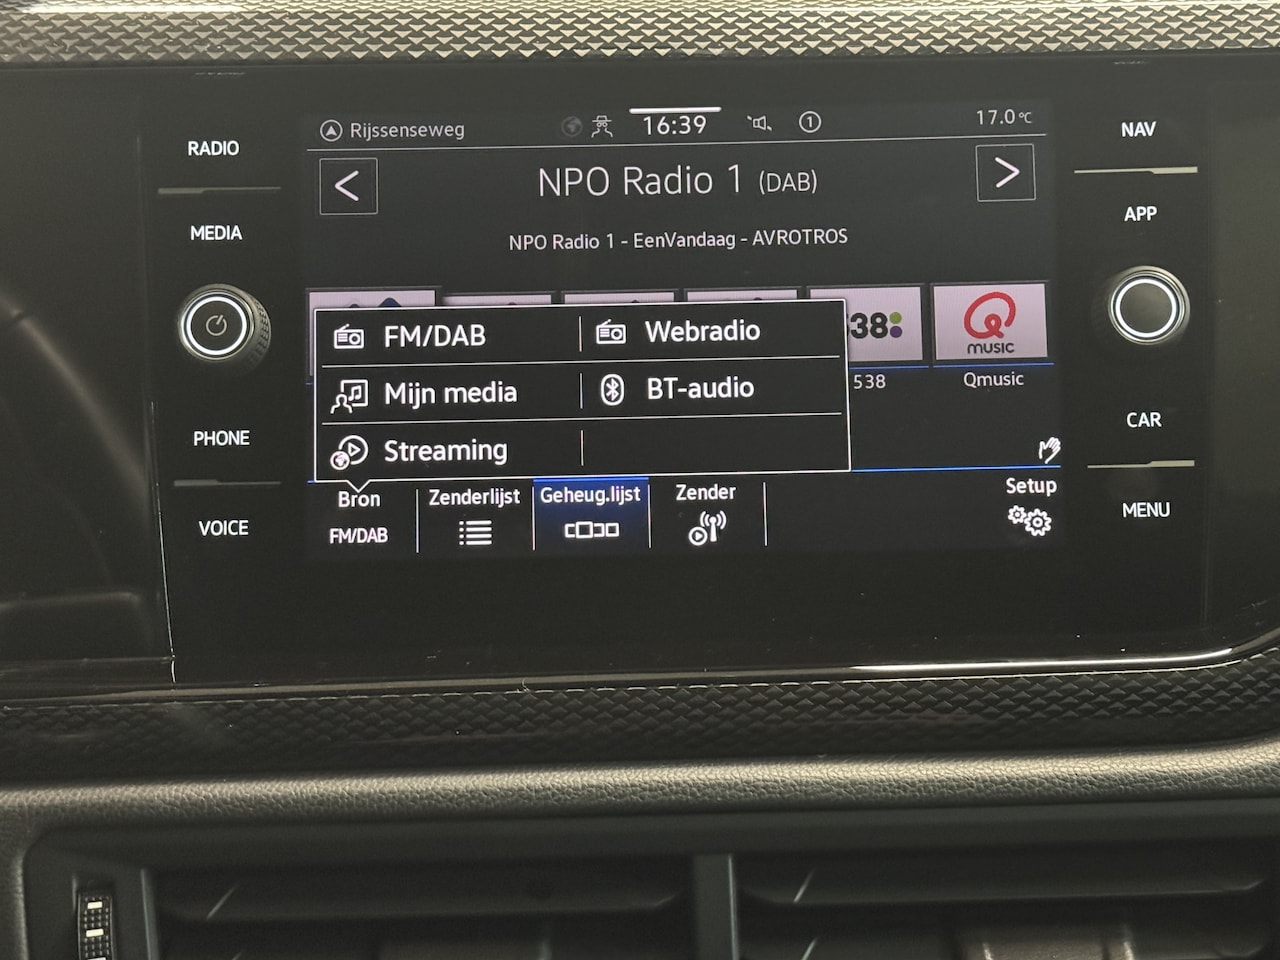 RADIO
MEDIA
PHONE
VOICE
Rijssenseweg
16:39
1
17.0°C
<
NPO Radio 1 (DAB)
>
NPO Radio 1 - EenVandaag - AVROTROS
FM/DAB
Webradio
Mijn media
BT-audio
Streaming
38
538
MUSIC
Qmusic
Bron
FM/DAB
Zenderlijst
Geheug.lijst
Zender
Setup
NAV
APP
CAR
MENU